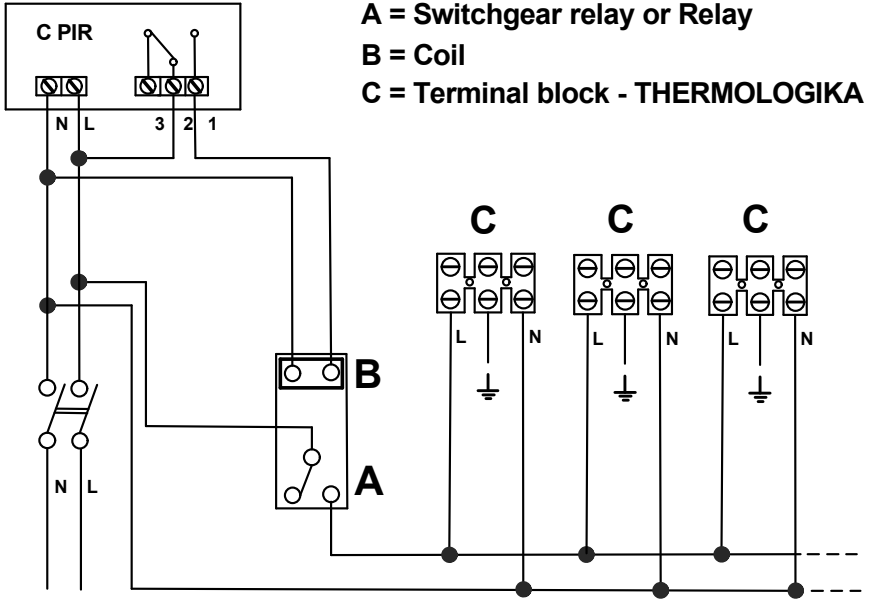 A = Switchgear relay or Relay
B = Coil
C = Terminal block - THERMOLOGIKA
C PIR
N L 3 2 1
C C C
L N L N L N
B
A
N L